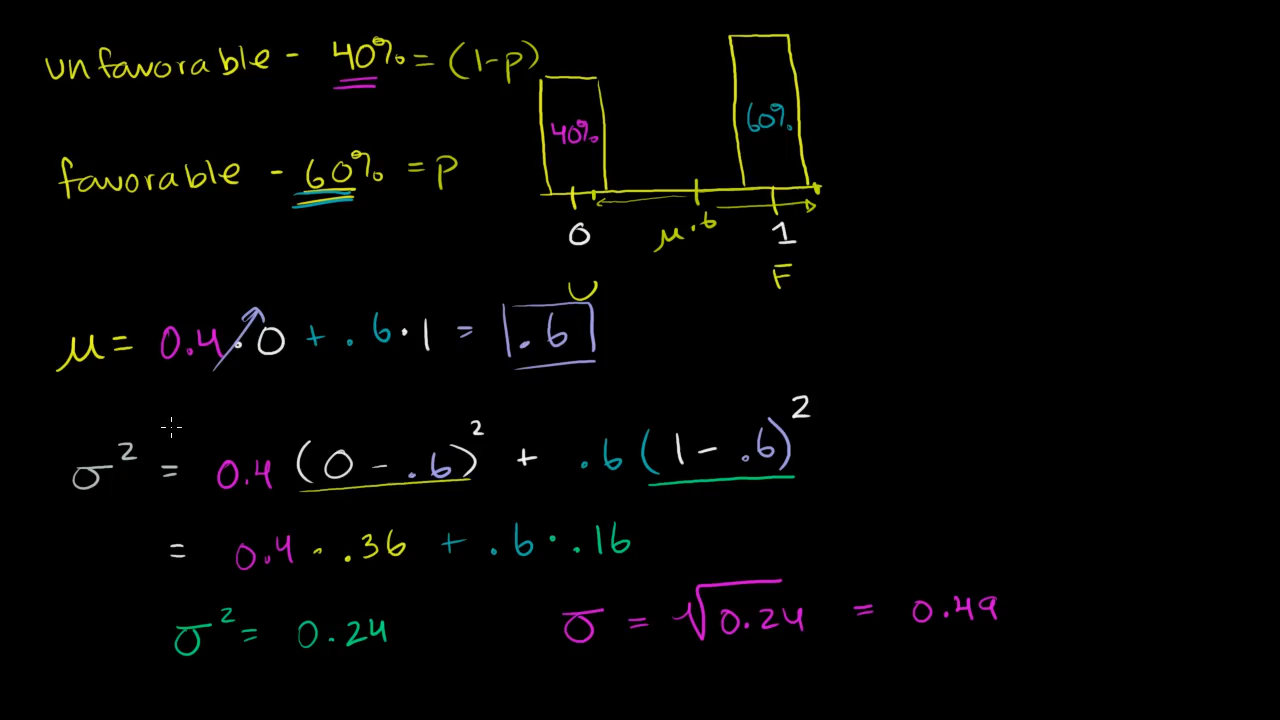 unfavorable - 40% = (1-p)
favorable - 60% = p
40%
60%
0
μ .6
1
U
F
μ = 0.4 · 0 + .6 · 1 = .6
σ² = 0.4 (0 - .6)² + .6 (1 - .6)²
= 0.4 · .36 + .6 · .16
σ² = 0.24
σ = √0.24 = 0.49